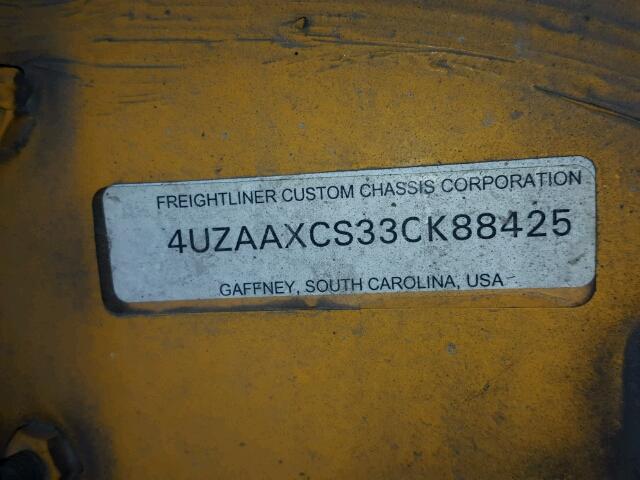 FREIGHTLINER CUSTOM CHASSIS CORPORATION
4UZAAXCS33CK88425
GAFFNEY, SOUTH CAROLINA, USA